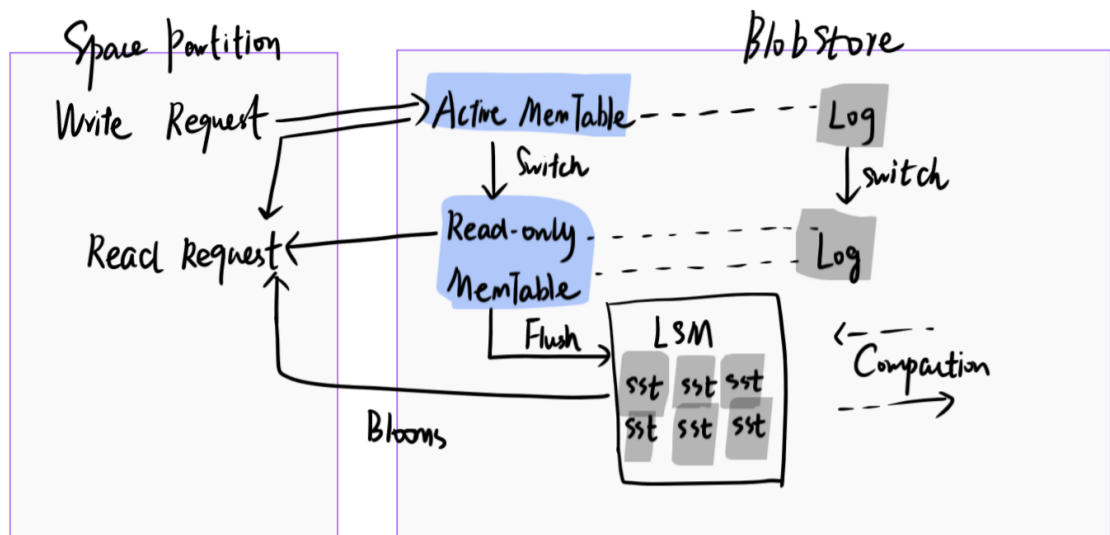 Space Partition
BlobStore
Write Request
Active MemTable
Log
Switch
switch
Read Request
Read-only
MemTable
Log
Flush
LSM
sst sst sst
sst sst sst
Compaction
Blooms